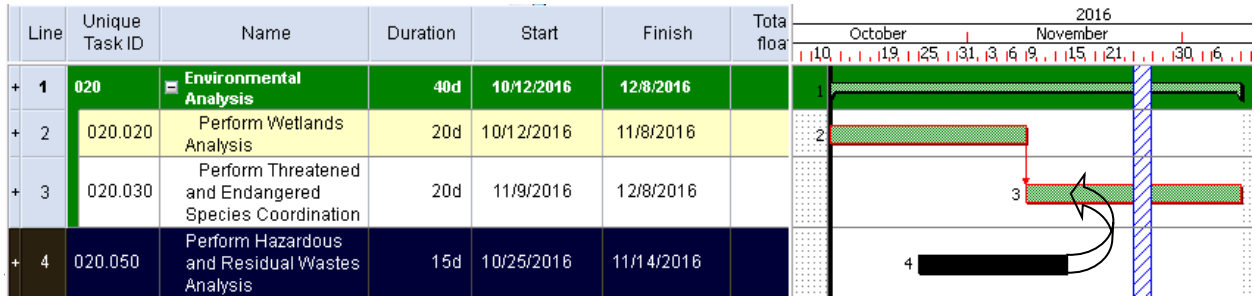 Line Unique Task ID Name Duration Start Finish Tota floa
2016
October November
10 19 25 31 3 6 9 15 21 30 6
+ 1 020 Environmental Analysis 40d 10/12/2016 12/8/2016 1
+ 2 020.020 Perform Wetlands Analysis 20d 10/12/2016 11/8/2016 2
+ 3 020.030 Perform Threatened and Endangered Species Coordination 20d 11/9/2016 12/8/2016 3
+ 4 020.050 Perform Hazardous and Residual Wastes Analysis 15d 10/25/2016 11/14/2016 4